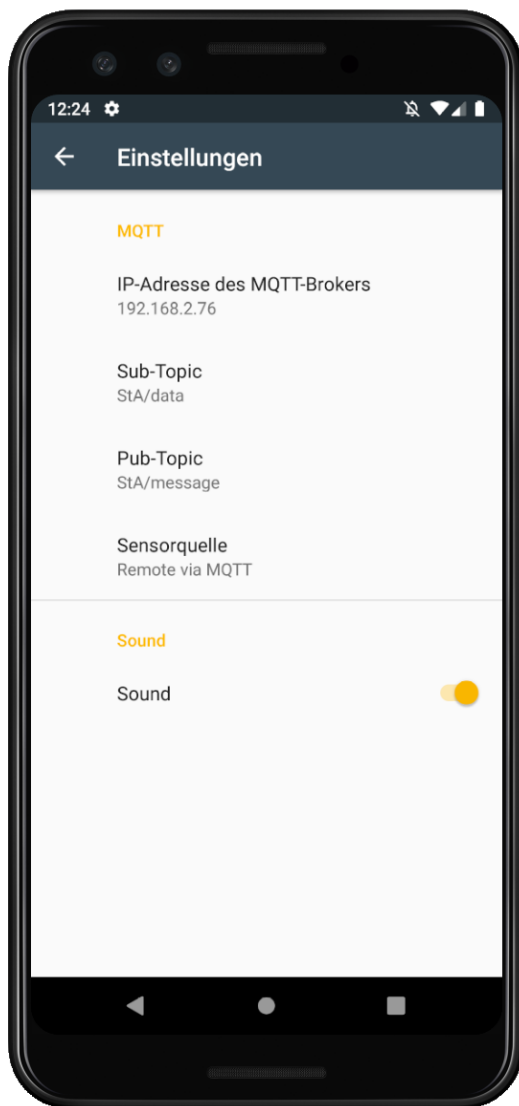 12:24
Einstellungen
MQTT
IP-Adresse des MQTT-Brokers
192.168.2.76
Sub-Topic
StA/data
Pub-Topic
StA/message
Sensorquelle
Remote via MQTT
Sound
Sound